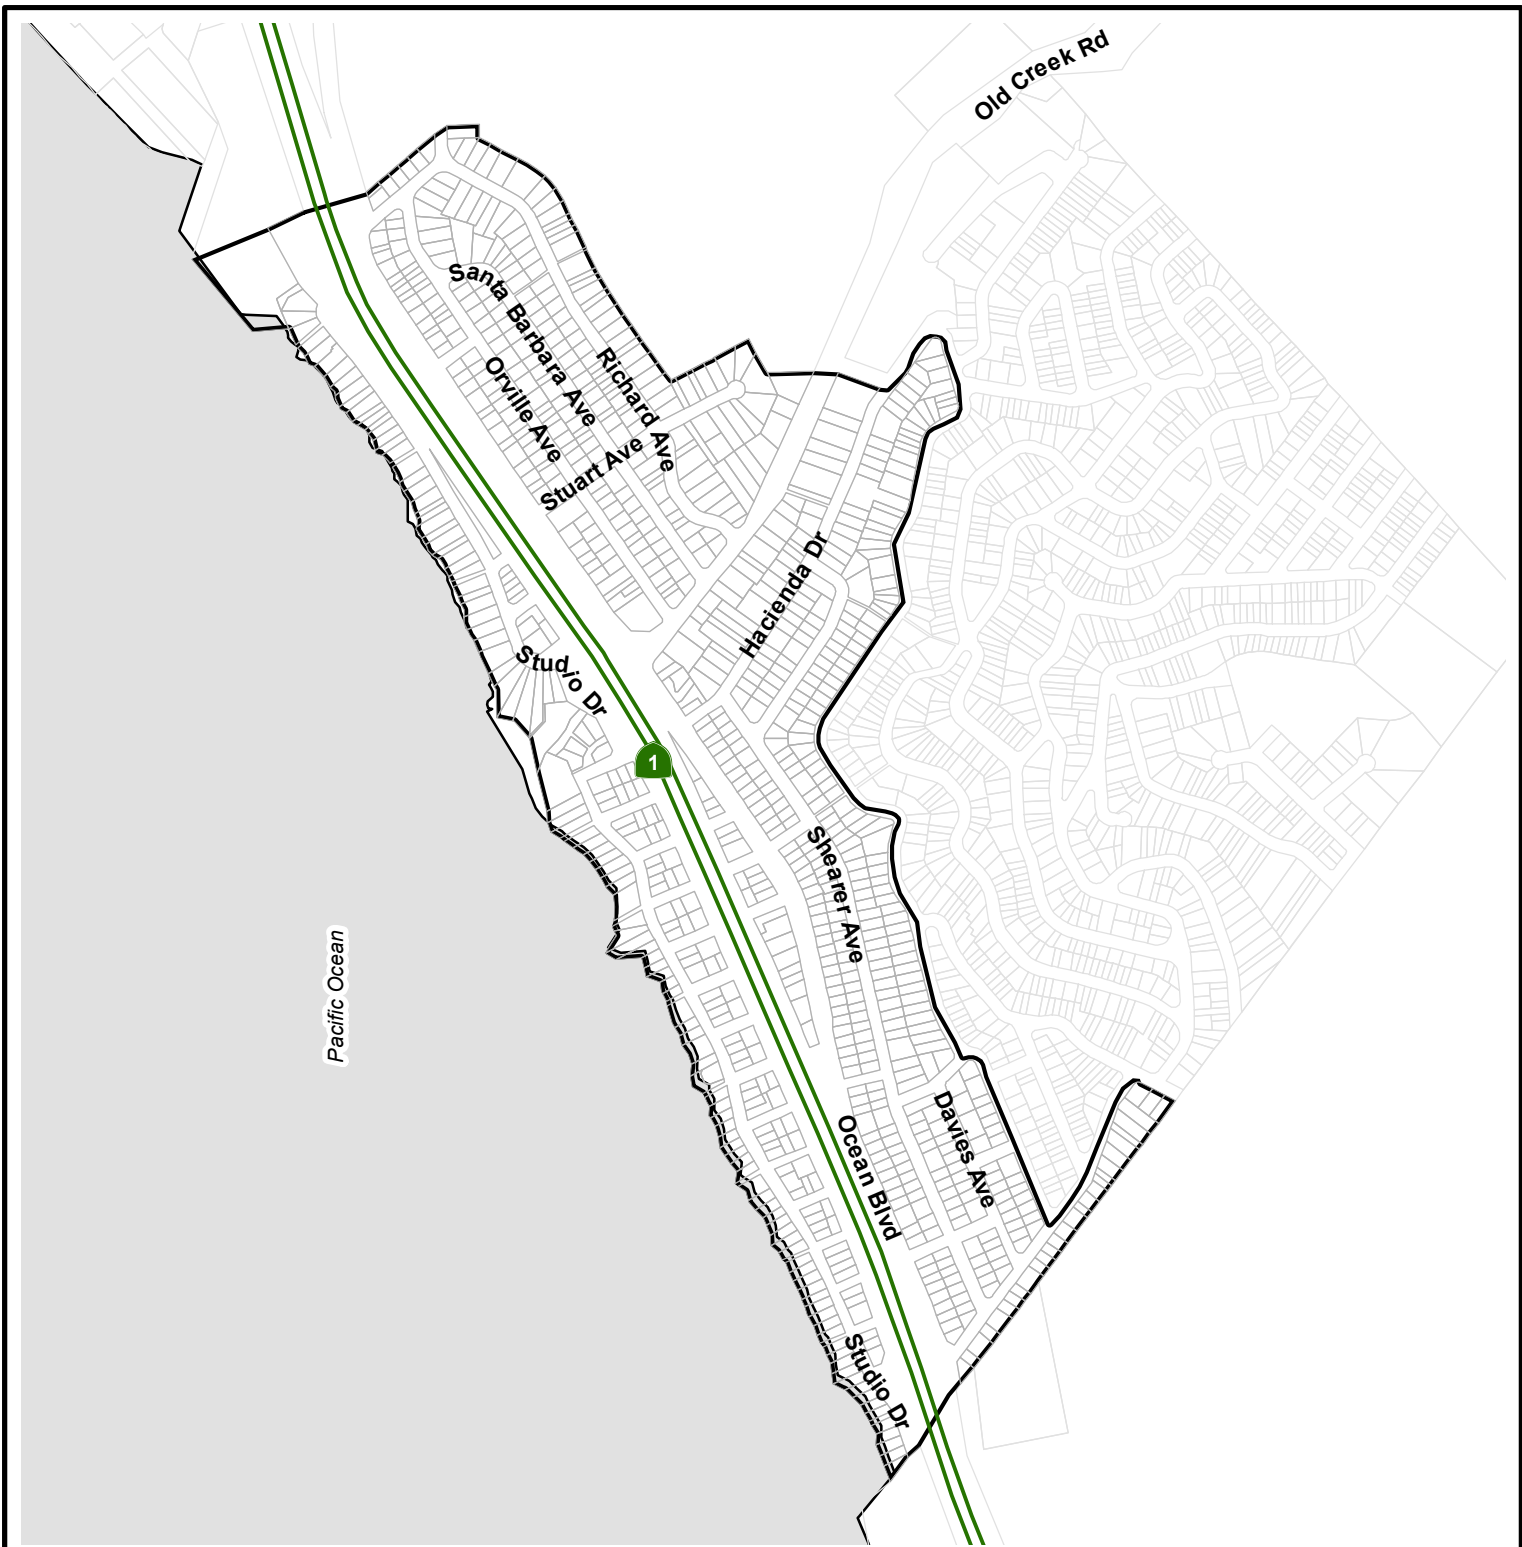 Old Creek Rd
Santa Barbara Ave
Richard Ave
Orville Ave
Stuart Ave
Hacienda Dr
Studio Dr
1
Shearer Ave
Pacific Ocean
Davies Ave
Ocean Blvd
Studio Dr